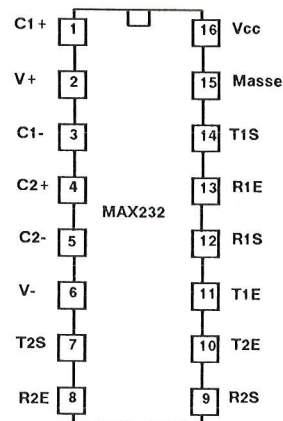 C1+ 1 16 Vcc
V+ 2 15 Masse
C1- 3 14 T1S
C2+ 4 13 R1E
MAX232
C2- 5 12 R1S
V- 6 11 T1E
T2S 7 10 T2E
R2E 8 9 R2S